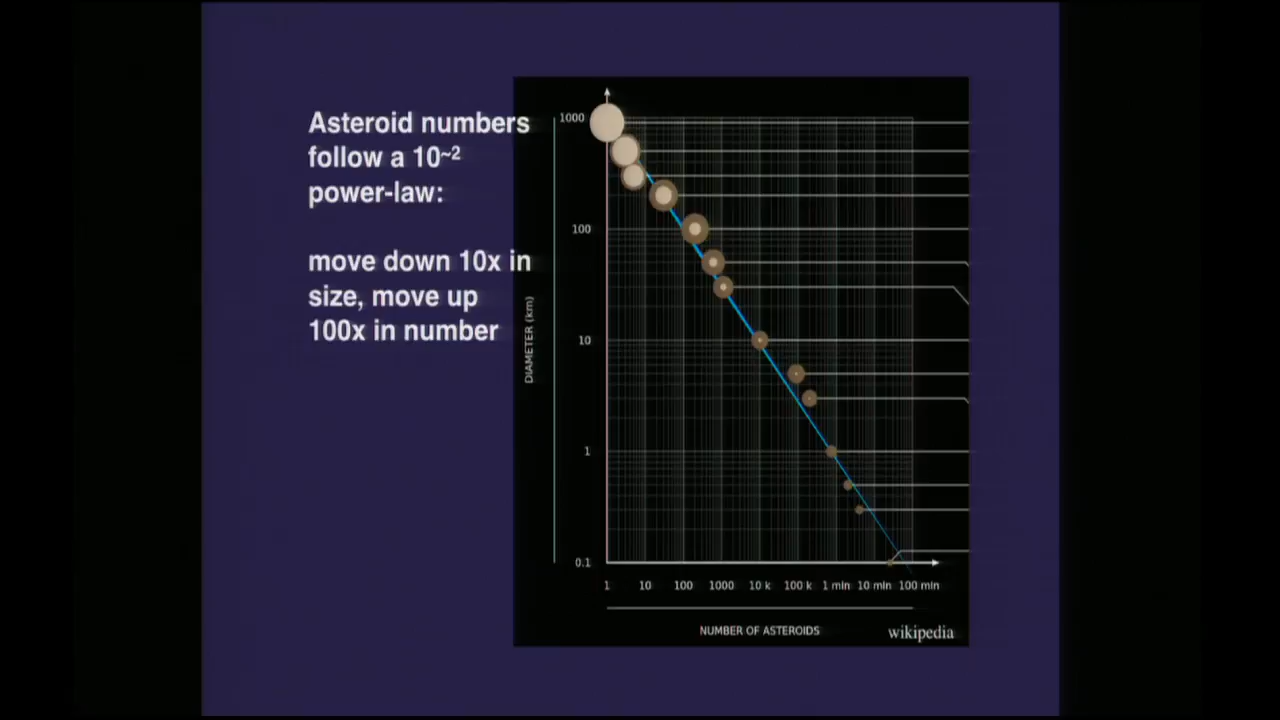 Asteroid numbers
follow a 10~2
power-law:
move down 10x in
size, move up
100x in number
1000
100
10
1
0.1
DIAMETER (km)
1 10 100 1000 10 k 100 k 1 mln 10 mln 100 mln
NUMBER OF ASTEROIDS
wikipedia